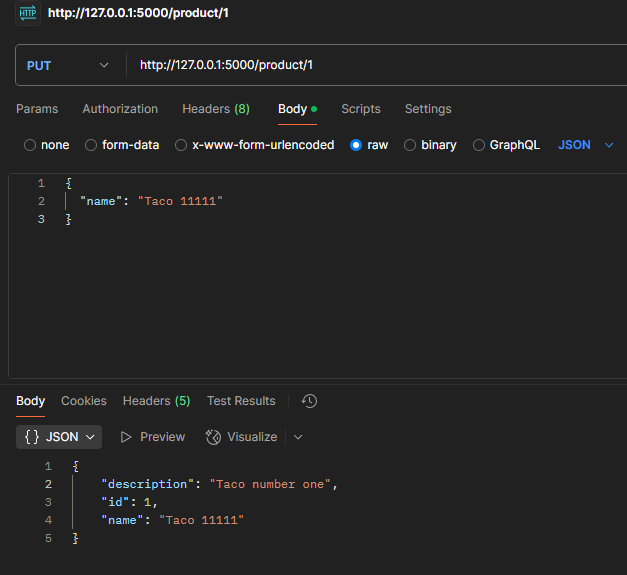 HTTP http://127.0.0.1:5000/product/1
PUT http://127.0.0.1:5000/product/1
Params Authorization Headers (8) Body Scripts Settings
none form-data x-www-form-urlencoded raw binary GraphQL JSON
1 {
2 "name": "Taco 11111"
3 }
Body Cookies Headers (5) Test Results
{} JSON Preview Visualize
1 {
2 "description": "Taco number one",
3 "id": 1,
4 "name": "Taco 11111"
5 }